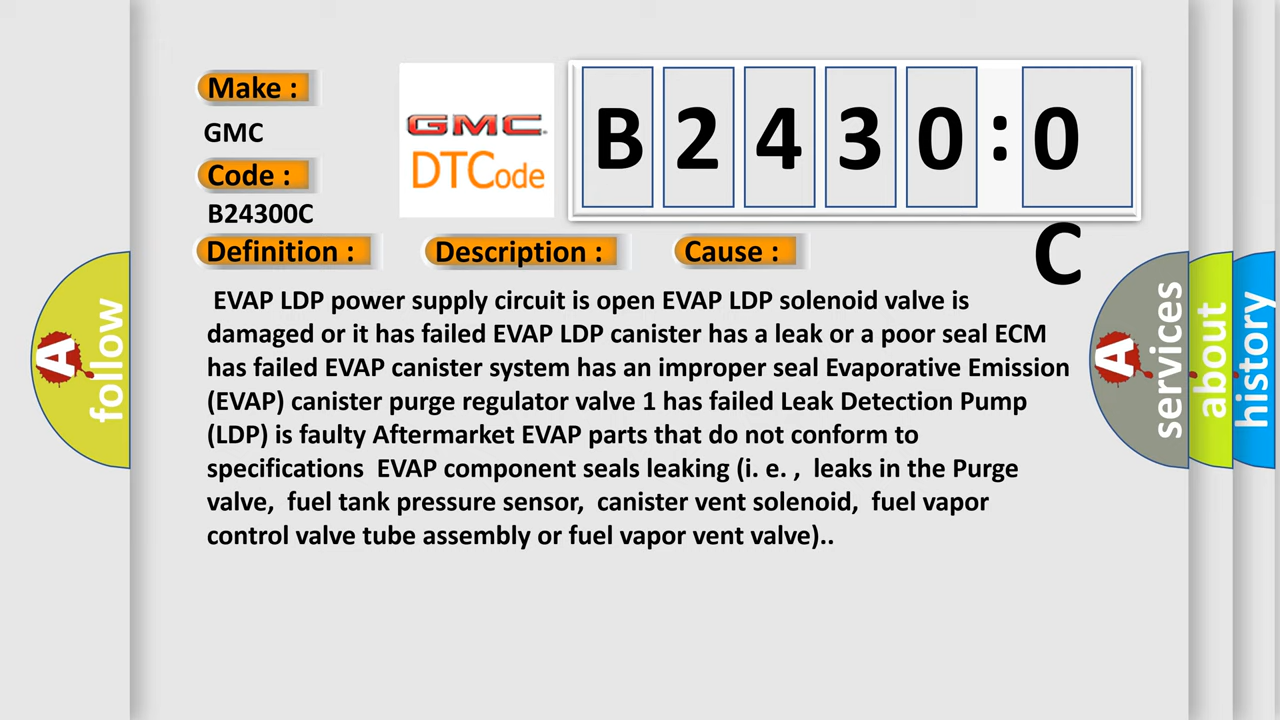 Make :
GMC
Code :
B24300C
Definition :
Description :
Cause :
GMC
DTCode
B2430:0
C
EVAP LDP power supply circuit is open EVAP LDP solenoid valve is
damaged or it has failed EVAP LDP canister has a leak or a poor seal ECM
has failed EVAP canister system has an improper seal Evaporative Emission
(EVAP) canister purge regulator valve 1 has failed Leak Detection Pump
(LDP) is faulty Aftermarket EVAP parts that do not conform to
specifications  EVAP component seals leaking (i. e. ,  leaks in the Purge
valve,  fuel tank pressure sensor,  canister vent solenoid,  fuel vapor
control valve tube assembly or fuel vapor vent valve)..
A
follow
A
services
about
history